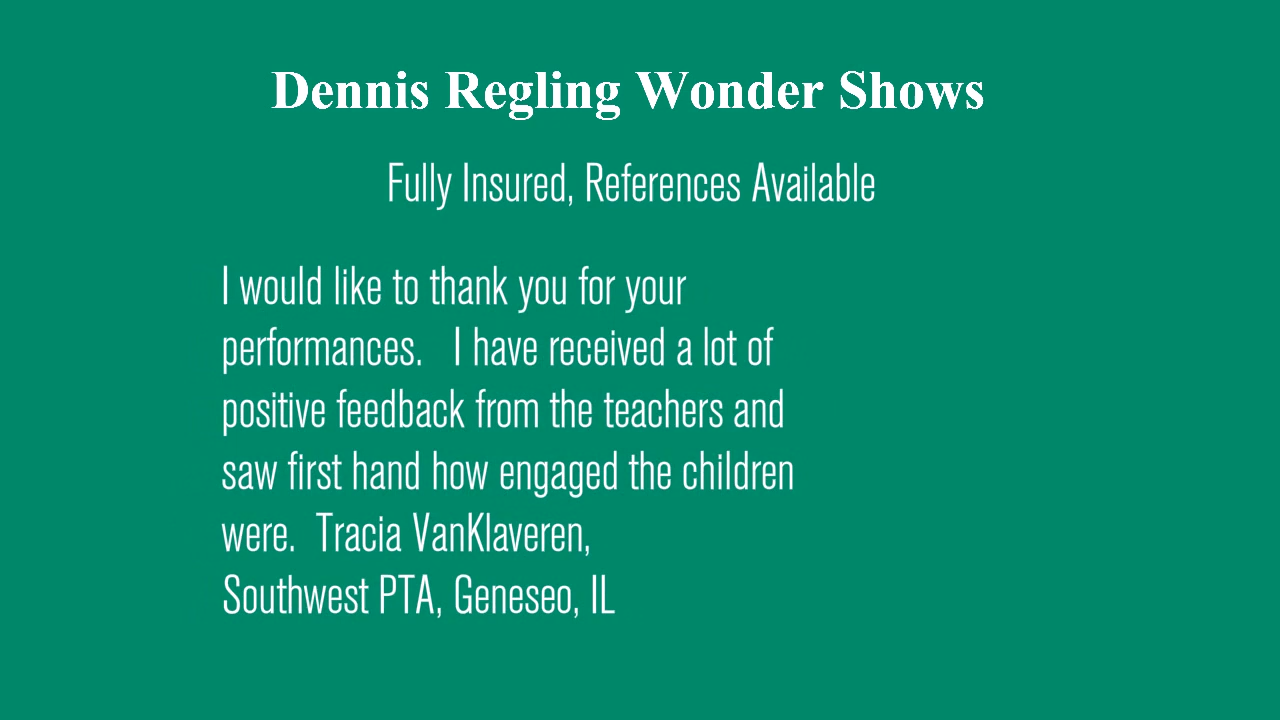 Dennis Regling Wonder Shows
Fully Insured, References Available
I would like to thank you for your
performances.   I have received a lot of
positive feedback from the teachers and
saw first hand how engaged the children
were.  Tracia VanKlaveren,
Southwest PTA, Geneseo, IL